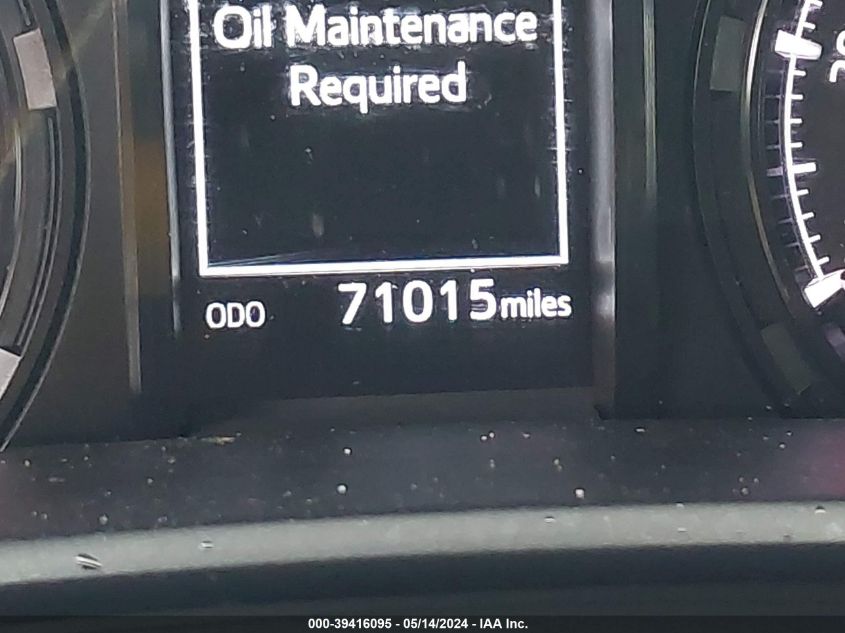 Oil Maintenance
Required
ODO 71015 miles
000-39416095 - 05/14/2024 - IAA Inc.